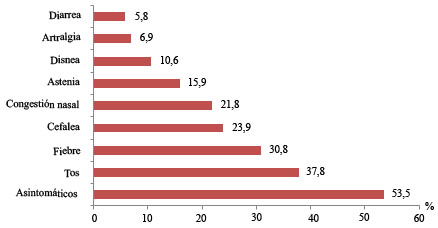 Diarrea 5,8
Artralgia 6,9
Disnea 10,6
Astenia 15,9
Congestión nasal 21,8
Cefalea 23,9
Fiebre 30,8
Tos 37,8
Asintomáticos 53,5
0 10 20 30 40 50 60 %